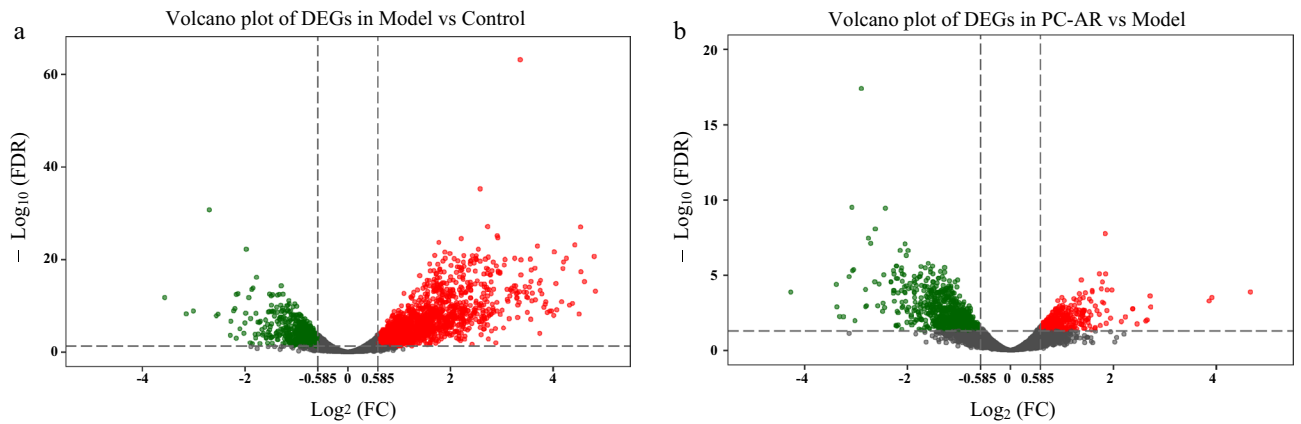 a
Volcano plot of DEGs in Model vs Control
− Log10 (FDR)
60
40
20
0
-4
-2
-0.585
0
0.585
2
4
Log2 (FC)
b
Volcano plot of DEGs in PC-AR vs Model
− Log10 (FDR)
20
15
10
5
0
-4
-2
-0.585
0
0.585
2
4
Log2 (FC)